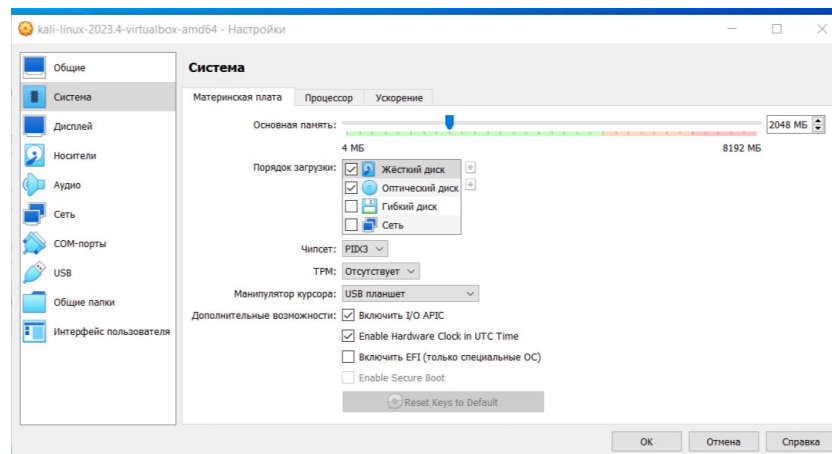 kali-linux-2023.4-virtualbox-amd64 - Настройки
Общие
Система
Дисплей
Носители
Аудио
Сеть
COM-порты
USB
Общие папки
Интерфейс пользователя
Система
Материнская плата Процессор Ускорение
Основная память: 2048 МБ
4 МБ 8192 МБ
Порядок загрузки: Жёсткий диск
Оптический диск
Гибкий диск
Сеть
Чипсет: PIIX3
TPM: Отсутствует
Манипулятор курсора: USB планшет
Дополнительные возможности: Включить I/O APIC
Enable Hardware Clock in UTC Time
Включить EFI (только специальные ОС)
Enable Secure Boot
Reset Keys to Default
ОК Отмена Справка